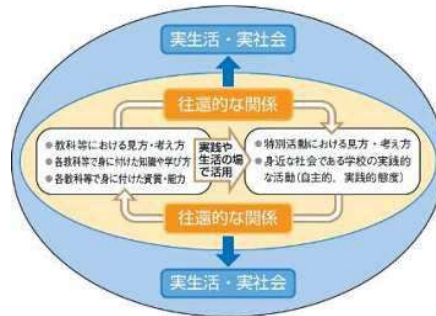 実生活・実社会
往還的な関係
●教科等における見方・考え方
●各教科等で身に付けた知識や学び方
●各教科等で身に付けた資質・能力
実践や
生活の場
で活用
●特別活動における見方・考え方
●身近な社会である学校の実践的
な活動(自主的、実践的態度)
往還的な関係
実生活・実社会